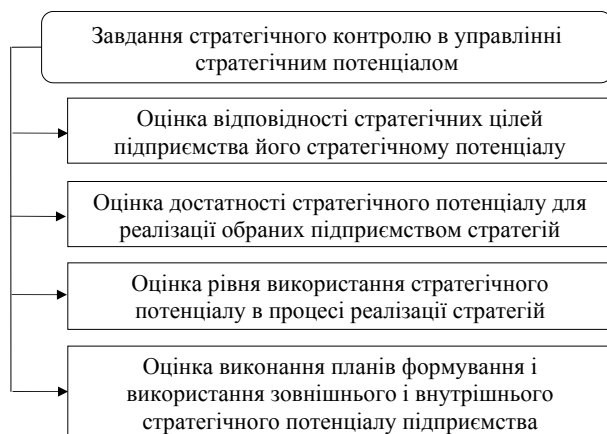 Завдання стратегічного контролю в управлінні
стратегічним потенціалом
Оцінка відповідності стратегічних цілей
підприємства його стратегічному потенціалу
Оцінка достатності стратегічного потенціалу для
реалізації обраних підприємством стратегій
Оцінка рівня використання стратегічного
потенціалу в процесі реалізації стратегій
Оцінка виконання планів формування і
використання зовнішнього і внутрішнього
стратегічного потенціалу підприємства